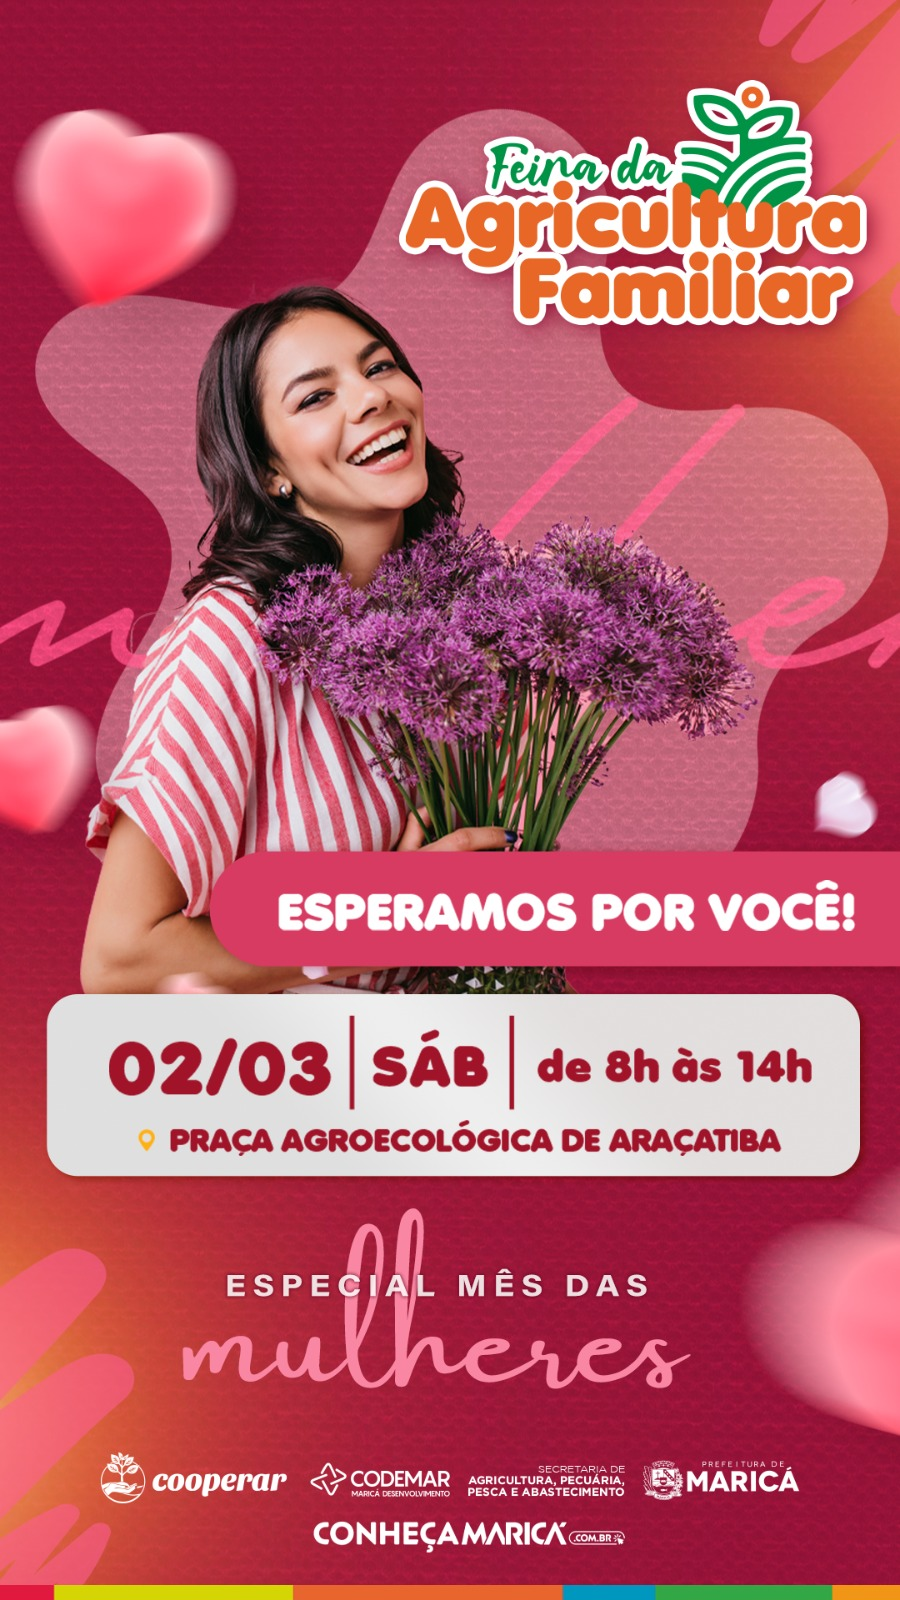 Feira da
Agricultura
Familiar
ESPERAMOS POR VOCÊ!
02/03 | SÁB | de 8h às 14h
PRAÇA AGROECOLÓGICA DE ARAÇATIBA
ESPECIAL MÊS DAS
mulheres
cooperar
CODEMAR
MARICÁ DESENVOLVIMENTO
SECRETARIA DE
AGRICULTURA, PECUÁRIA,
PESCA E ABASTECIMENTO
PREFEITURA DE
MARICÁ
CONHEÇAMARICÁ .COM.BR